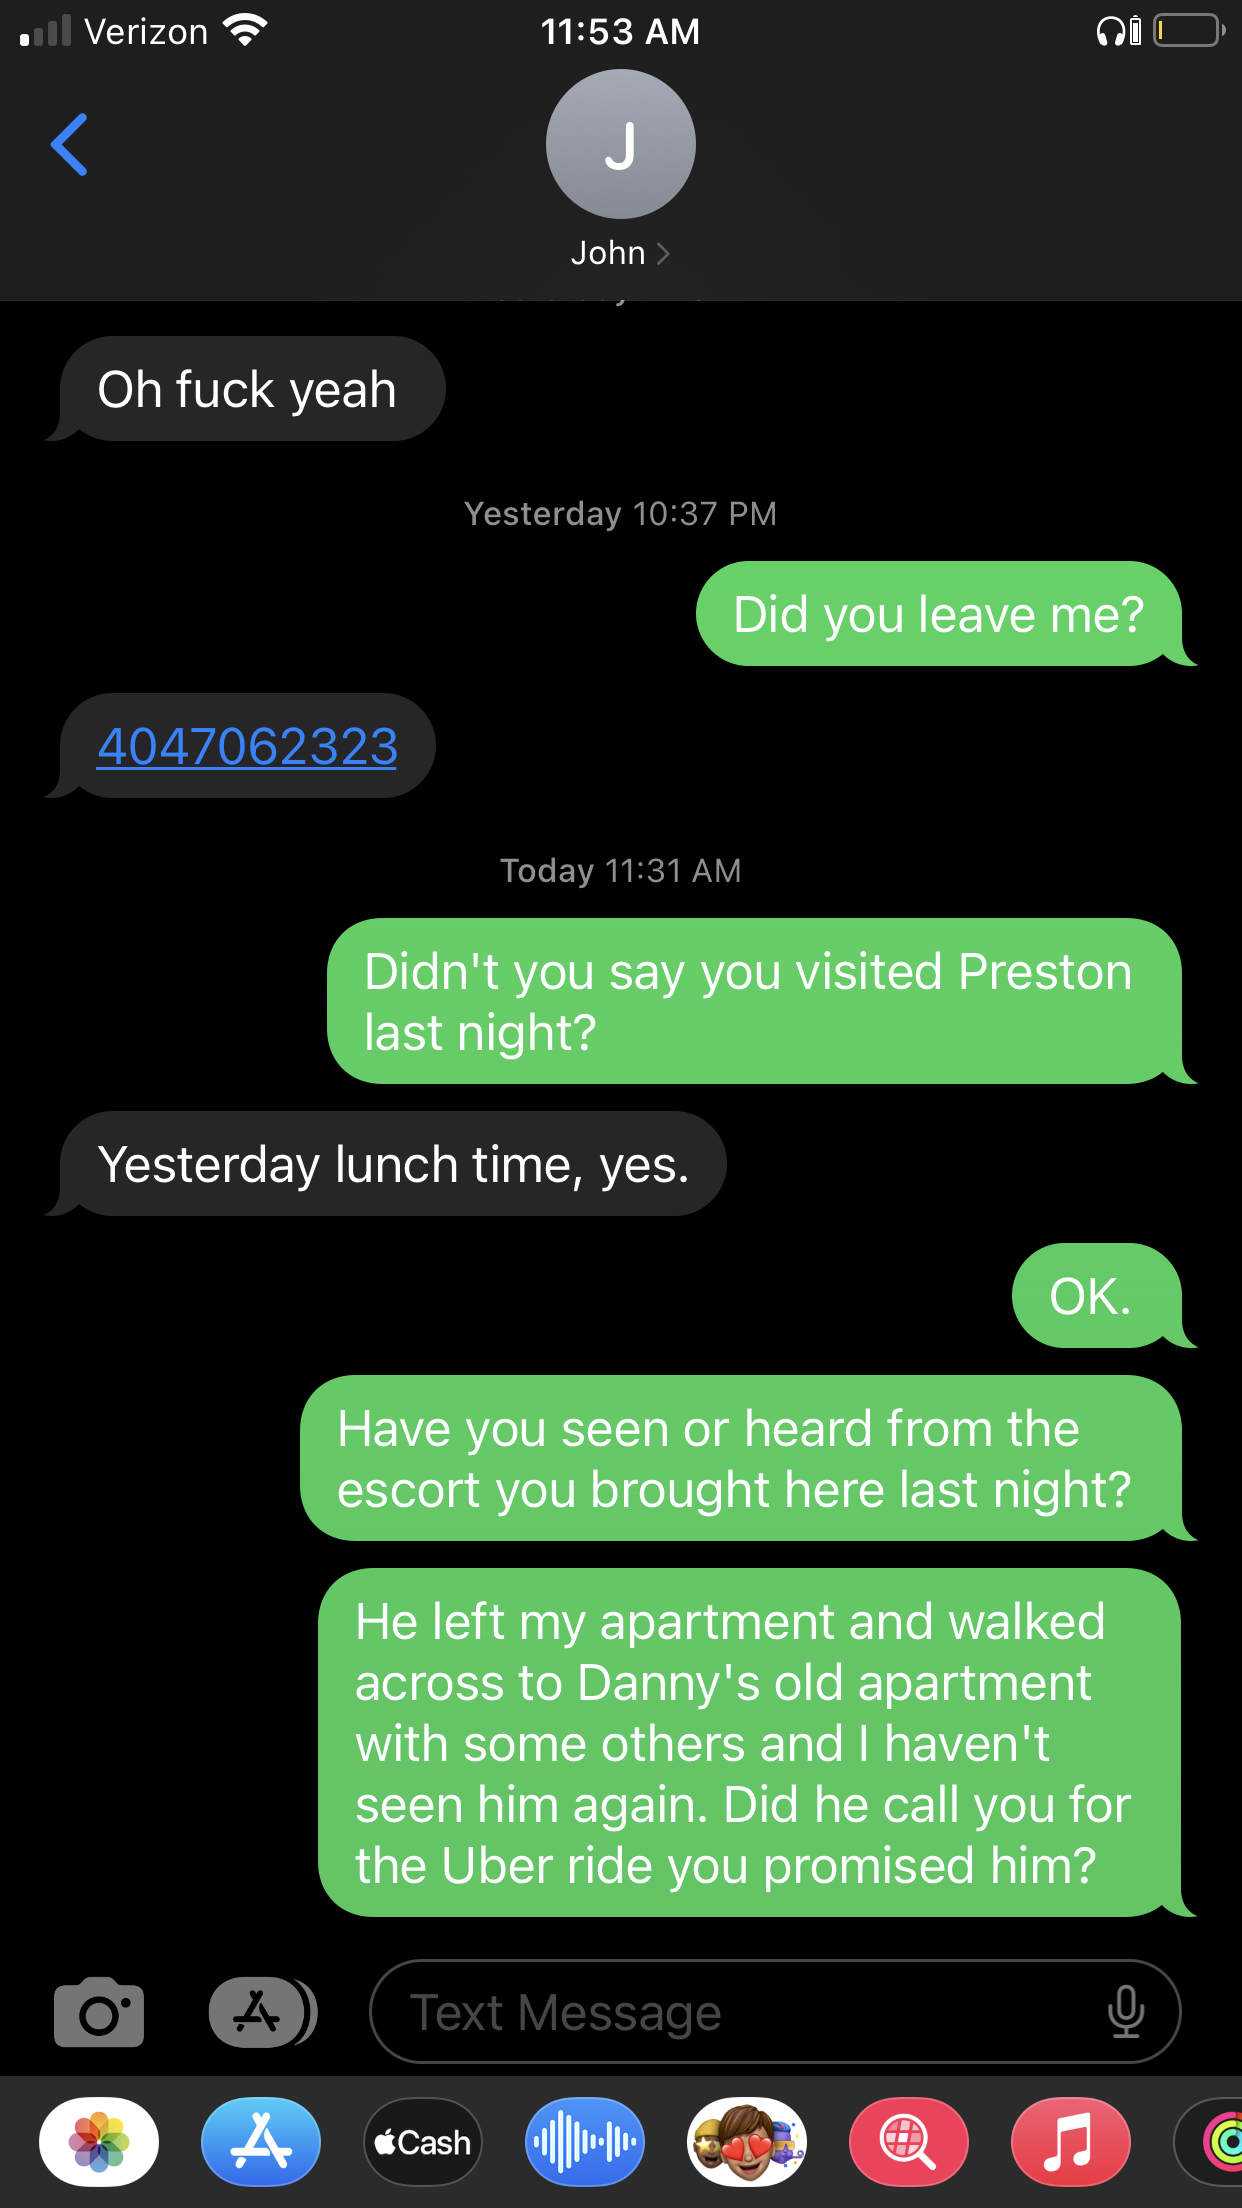 Verizon
11:53 AM
J
John
Oh fuck yeah
Yesterday 10:37 PM
Did you leave me?
4047062323
Today 11:31 AM
Didn't you say you visited Preston
last night?
Yesterday lunch time, yes.
OK.
Have you seen or heard from the
escort you brought here last night?
He left my apartment and walked
across to Danny's old apartment
with some others and I haven't
seen him again. Did he call you for
the Uber ride you promised him?
Text Message
Cash